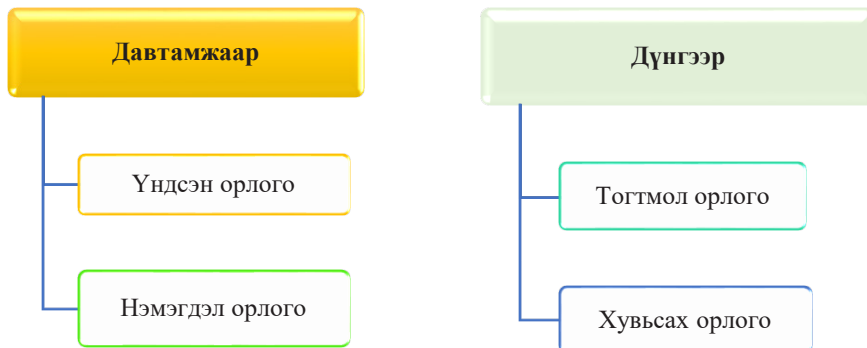 Давтамжаар
Үндсэн орлого
Нэмэгдэл орлого
Дүнгээр
Тогтмол орлого
Хувьсах орлого